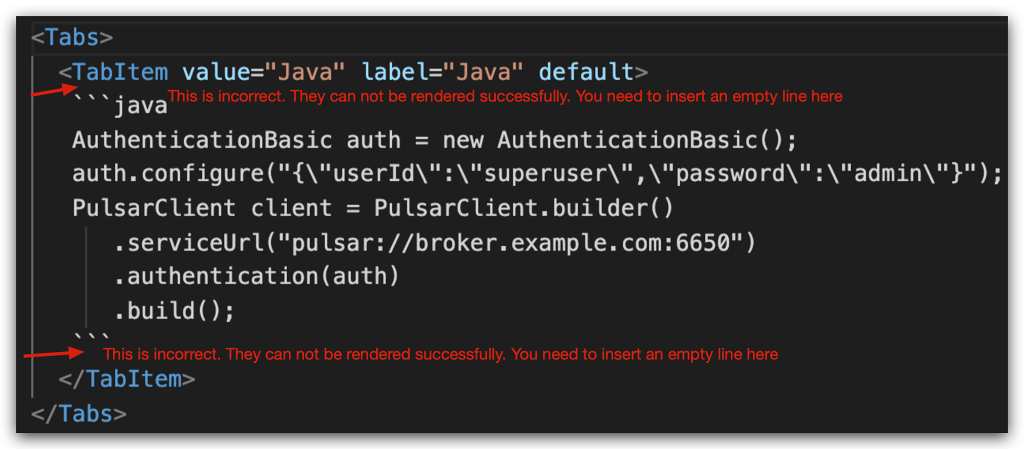 <Tabs>
<TabItem value="Java" label="Java" default>
```java This is incorrect. They can not be rendered successfully. You need to insert an empty line here
AuthenticationBasic auth = new AuthenticationBasic();
auth.configure("{\"userId\":\"superuser\",\"password\":\"admin\"}");
PulsarClient client = PulsarClient.builder()
.serviceUrl("pulsar://broker.example.com:6650")
.authentication(auth)
.build();
```
This is incorrect. They can not be rendered successfully. You need to insert an empty line here
</TabItem>
</Tabs>